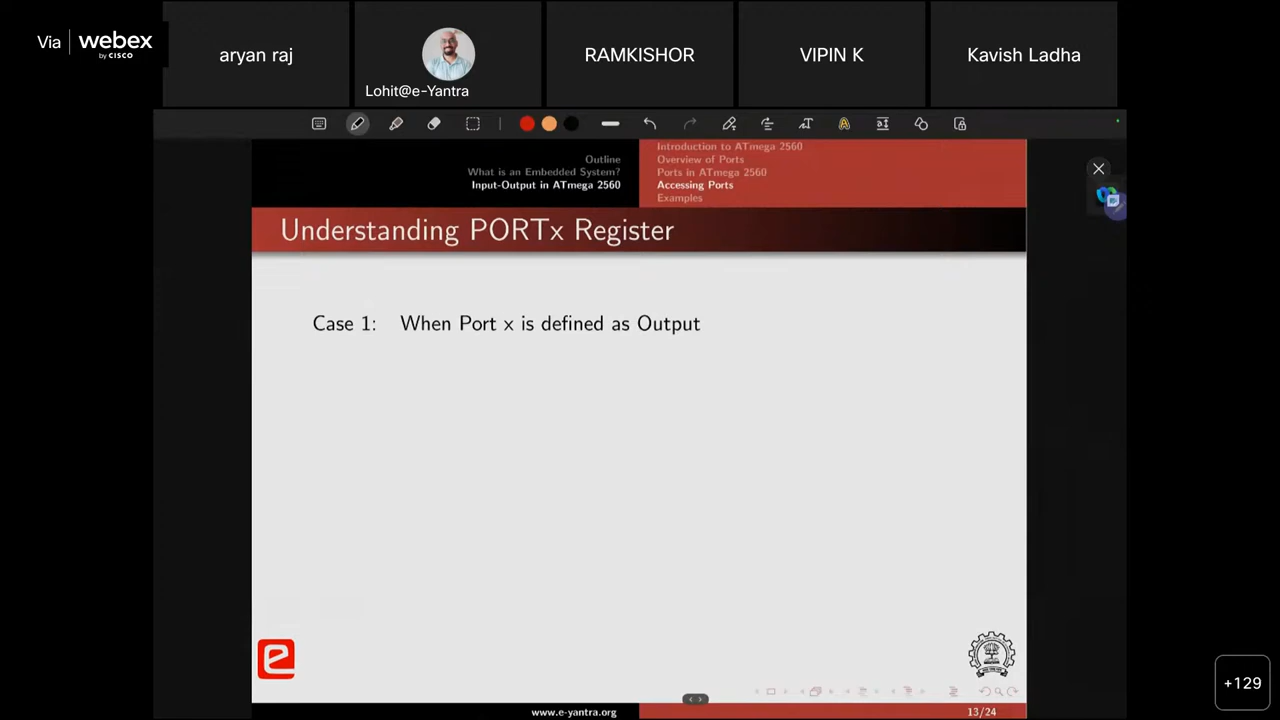 Via webex
by CISCO
aryan raj
Lohit@e-Yantra
RAMKISHOR
VIPIN K
Kavish Ladha
Outline
What is an Embedded System?
Input-Output in ATmega 2560
Introduction to ATmega 2560
Overview of Ports
Ports in ATmega 2560
Accessing Ports
Examples
Understanding PORTx Register
Case 1: When Port x is defined as Output
www.e-yantra.org
13/24
+129